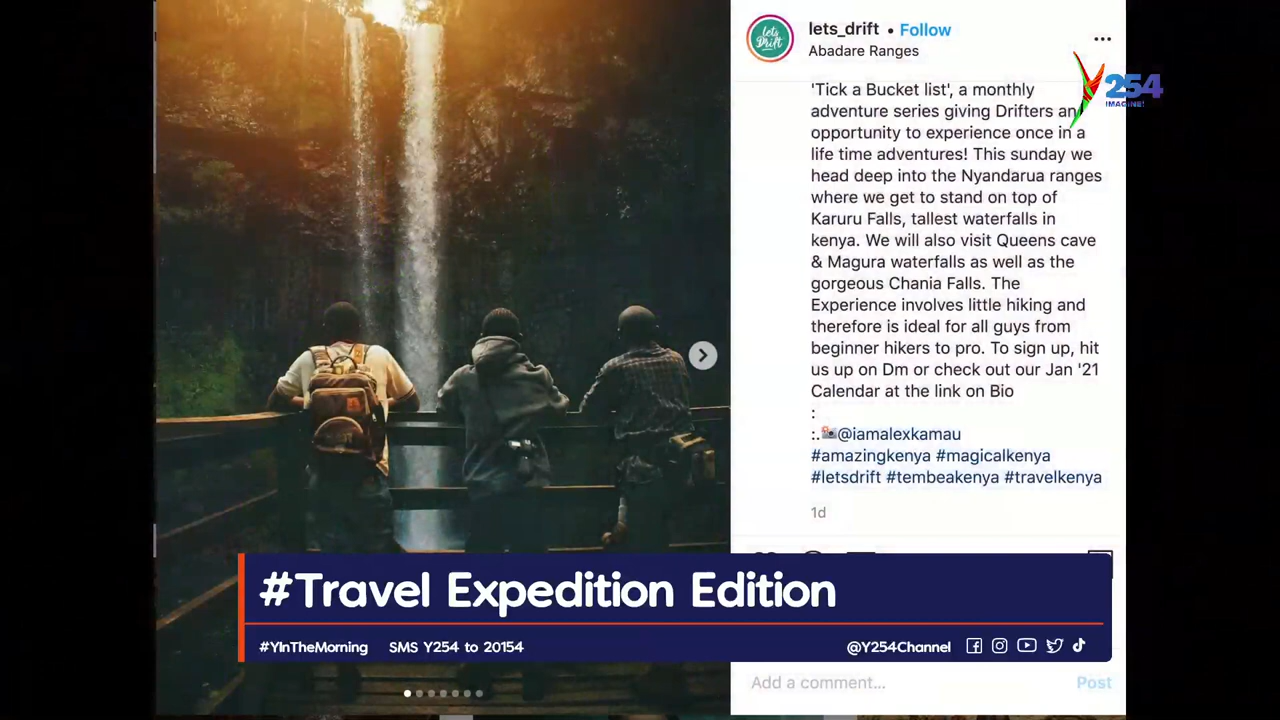 lets
Drift
lets_drift • Follow
Abadare Ranges
254
IMAGINE!
'Tick a Bucket list', a monthly
adventure series giving Drifters an
opportunity to experience once in a
life time adventures! This sunday we
head deep into the Nyandarua ranges
where we get to stand on top of
Karuru Falls, tallest waterfalls in
kenya. We will also visit Queens cave
& Magura waterfalls as well as the
gorgeous Chania Falls. The
Experience involves little hiking and
therefore is ideal for all guys from
beginner hikers to pro. To sign up, hit
us up on Dm or check out our Jan '21
Calendar at the link on Bio
:
:.📸@iamalexkamau
#amazingkenya #magicalkenya
#letsdrift #tembeakenya #travelkenya
1d
#Travel Expedition Edition
#YInTheMorning SMS Y254 to 20154 @Y254Channel
Add a comment... Post